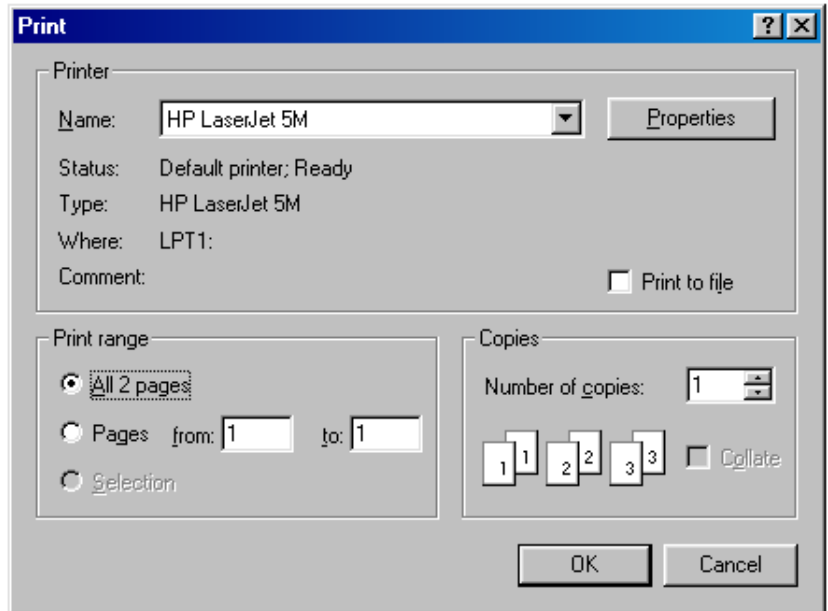 Print
Printer
Name: HP LaserJet 5M Properties
Status: Default printer; Ready
Type: HP LaserJet 5M
Where: LPT1:
Comment:
Print to file
Print range
All 2 pages
Pages from: 1 to: 1
Selection
Copies
Number of copies: 1
1 1 2 2 3 3 Collate
OK Cancel